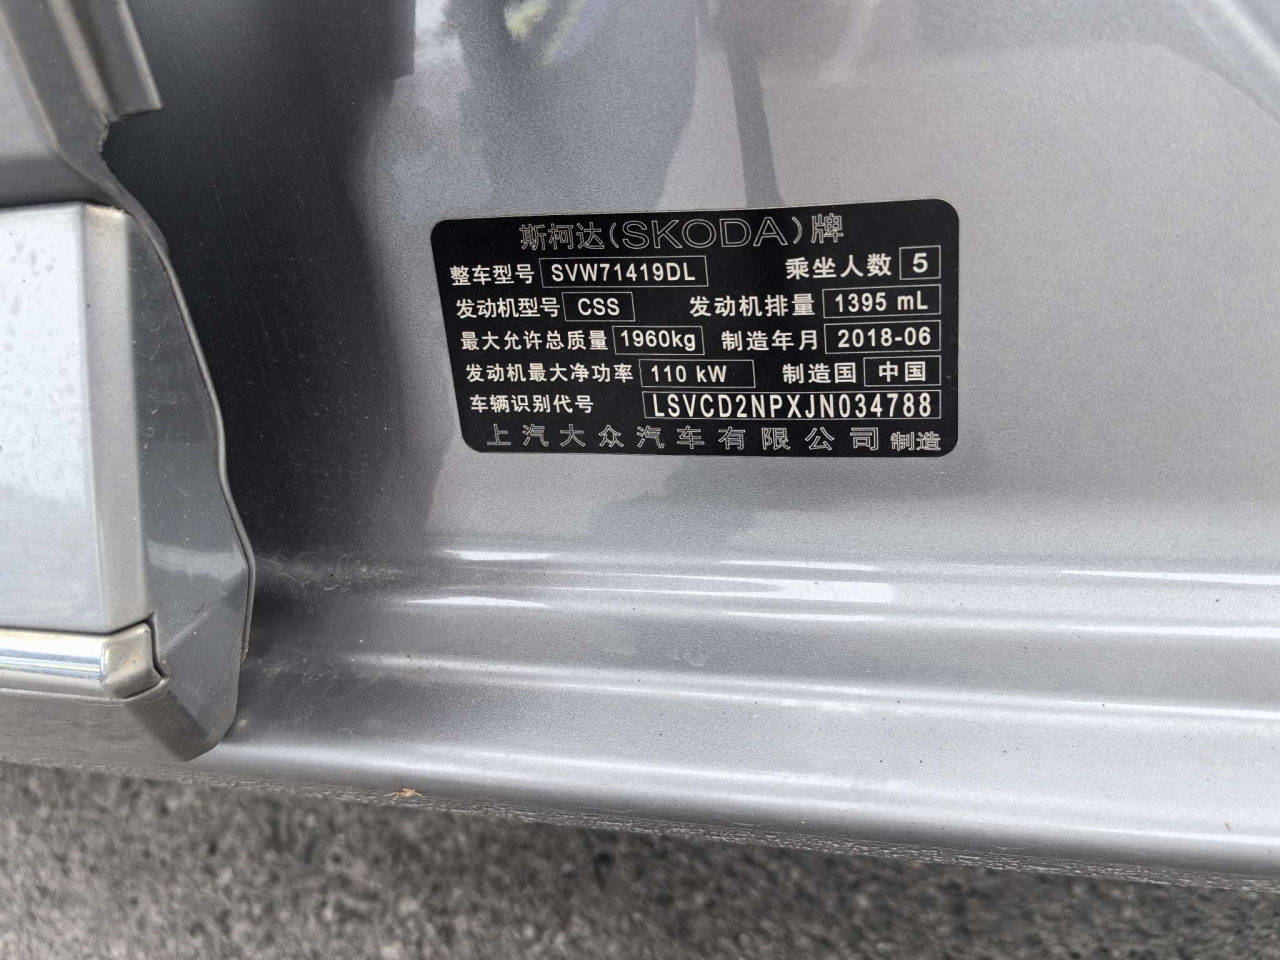 斯柯达(SKODA)牌
整车型号 SVW71419DL 乘坐人数 5
发动机型号 CSS 发动机排量 1395 mL
最大允许总质量 1960kg 制造年月 2018-06
发动机最大净功率 110 kW 制造国 中国
车辆识别代号 LSVCD2NPXJN034788
上汽大众汽车有限公司 制造